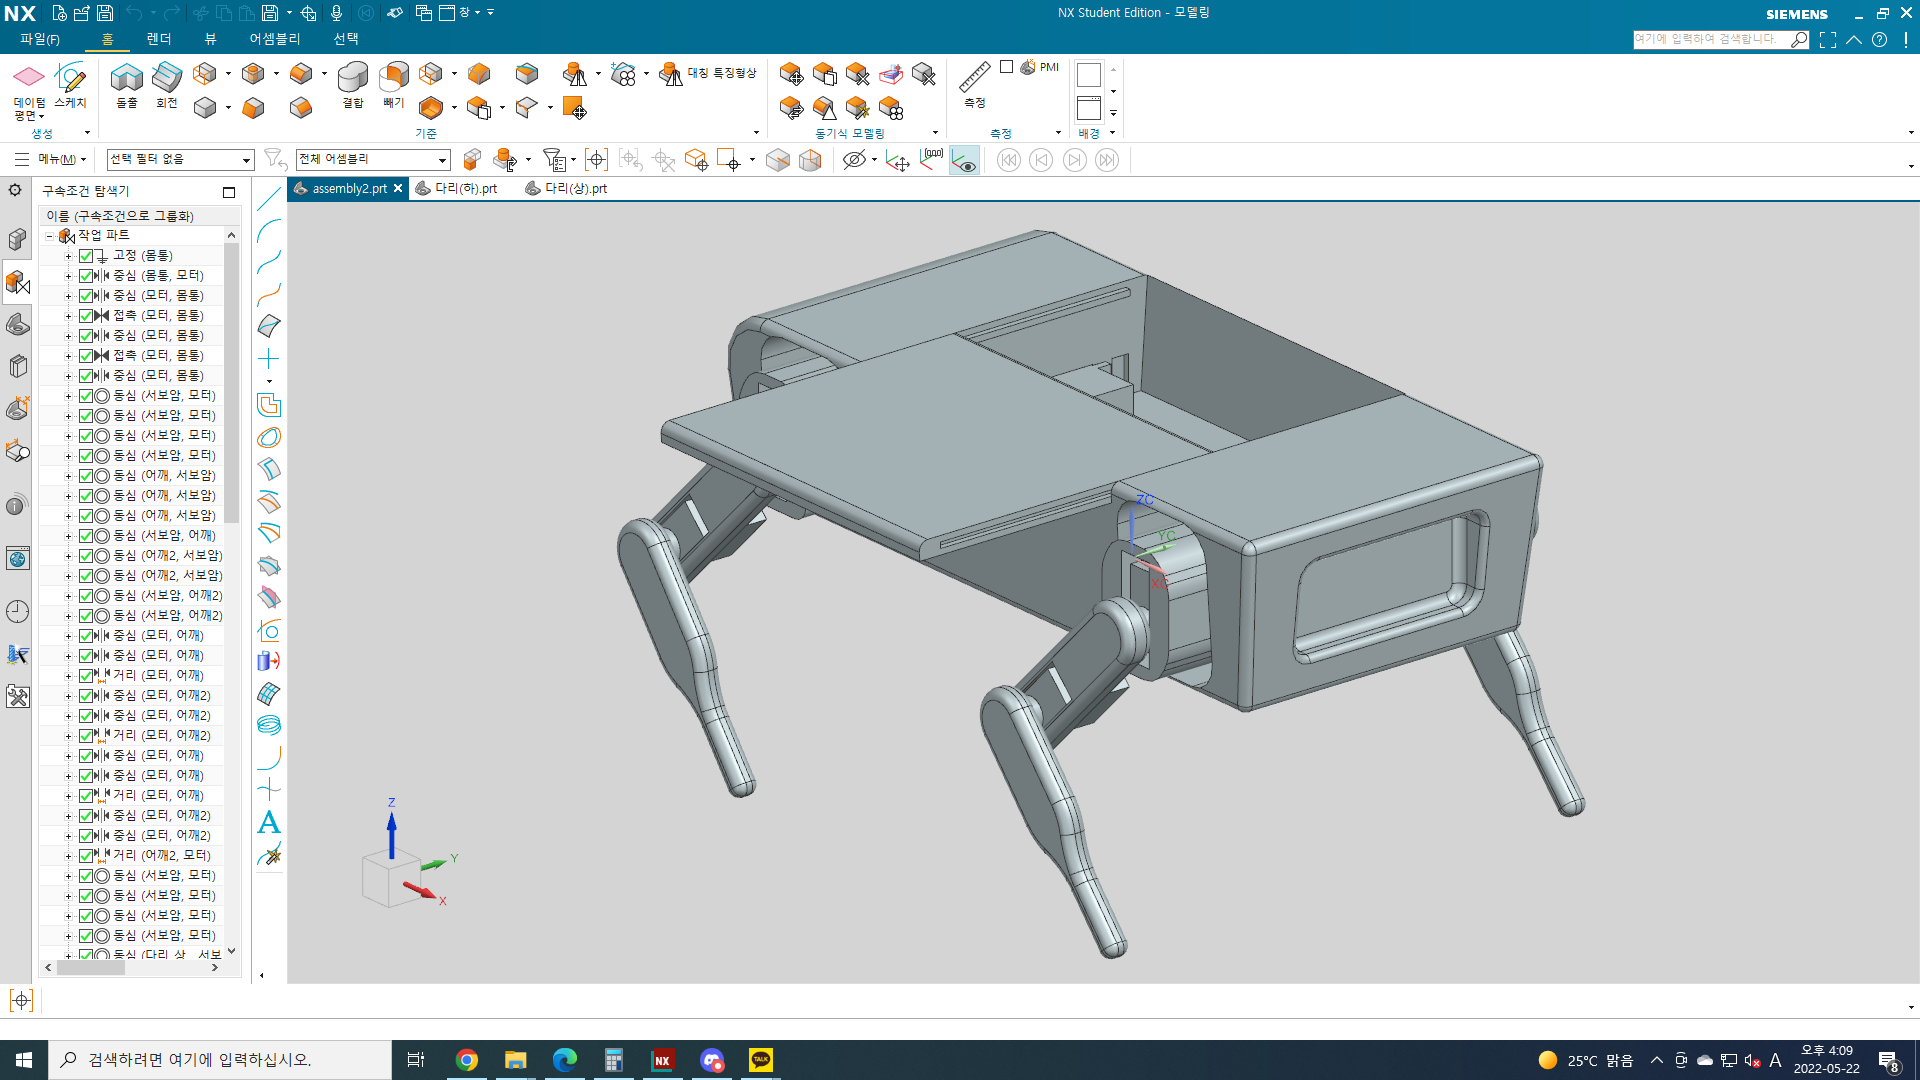 NX
창
NX Student Edition - 모델링
SIEMENS
파일(F)
홈
렌더
뷰
어셈블리
선택
여기에 입력하여 검색합니다.
데이텀
평면
스케치
돌출
회전
결합
빼기
대칭 특징형상
측정
PMI
생성
기준
동기식 모델링
측정
배경
메뉴(M)
선택 필터 없음
전체 어셈블리
구속조건 탐색기
assembly2.prt
다리(하).prt
다리(상).prt
이름 (구속조건으로 그룹화)
작업 파트
고정 (몸통)
중심 (몸통, 모터)
중심 (모터, 몸통)
접촉 (모터, 몸통)
중심 (모터, 몸통)
접촉 (모터, 몸통)
중심 (모터, 몸통)
동심 (서보암, 모터)
동심 (서보암, 모터)
동심 (서보암, 모터)
동심 (서보암, 모터)
동심 (어깨, 서보암)
동심 (어깨, 서보암)
동심 (어깨, 서보암)
동심 (서보암, 어깨)
동심 (어깨2, 서보암)
동심 (어깨2, 서보암)
동심 (서보암, 어깨2)
동심 (서보암, 어깨2)
중심 (모터, 어깨)
중심 (모터, 어깨)
거리 (모터, 어깨)
중심 (모터, 어깨2)
중심 (모터, 어깨2)
거리 (모터, 어깨2)
중심 (모터, 어깨)
중심 (모터, 어깨)
거리 (모터, 어깨)
중심 (모터, 어깨2)
중심 (모터, 어깨2)
거리 (어깨2, 모터)
동심 (서보암, 모터)
동심 (서보암, 모터)
동심 (서보암, 모터)
동심 (서보암, 모터)
동심 (다리 상, 서보
ZC
YC
XC
Z
Y
X
검색하려면 여기에 입력하십시오.
NX
TALK
25°C 맑음
A
오후 4:09
2022-05-22
8